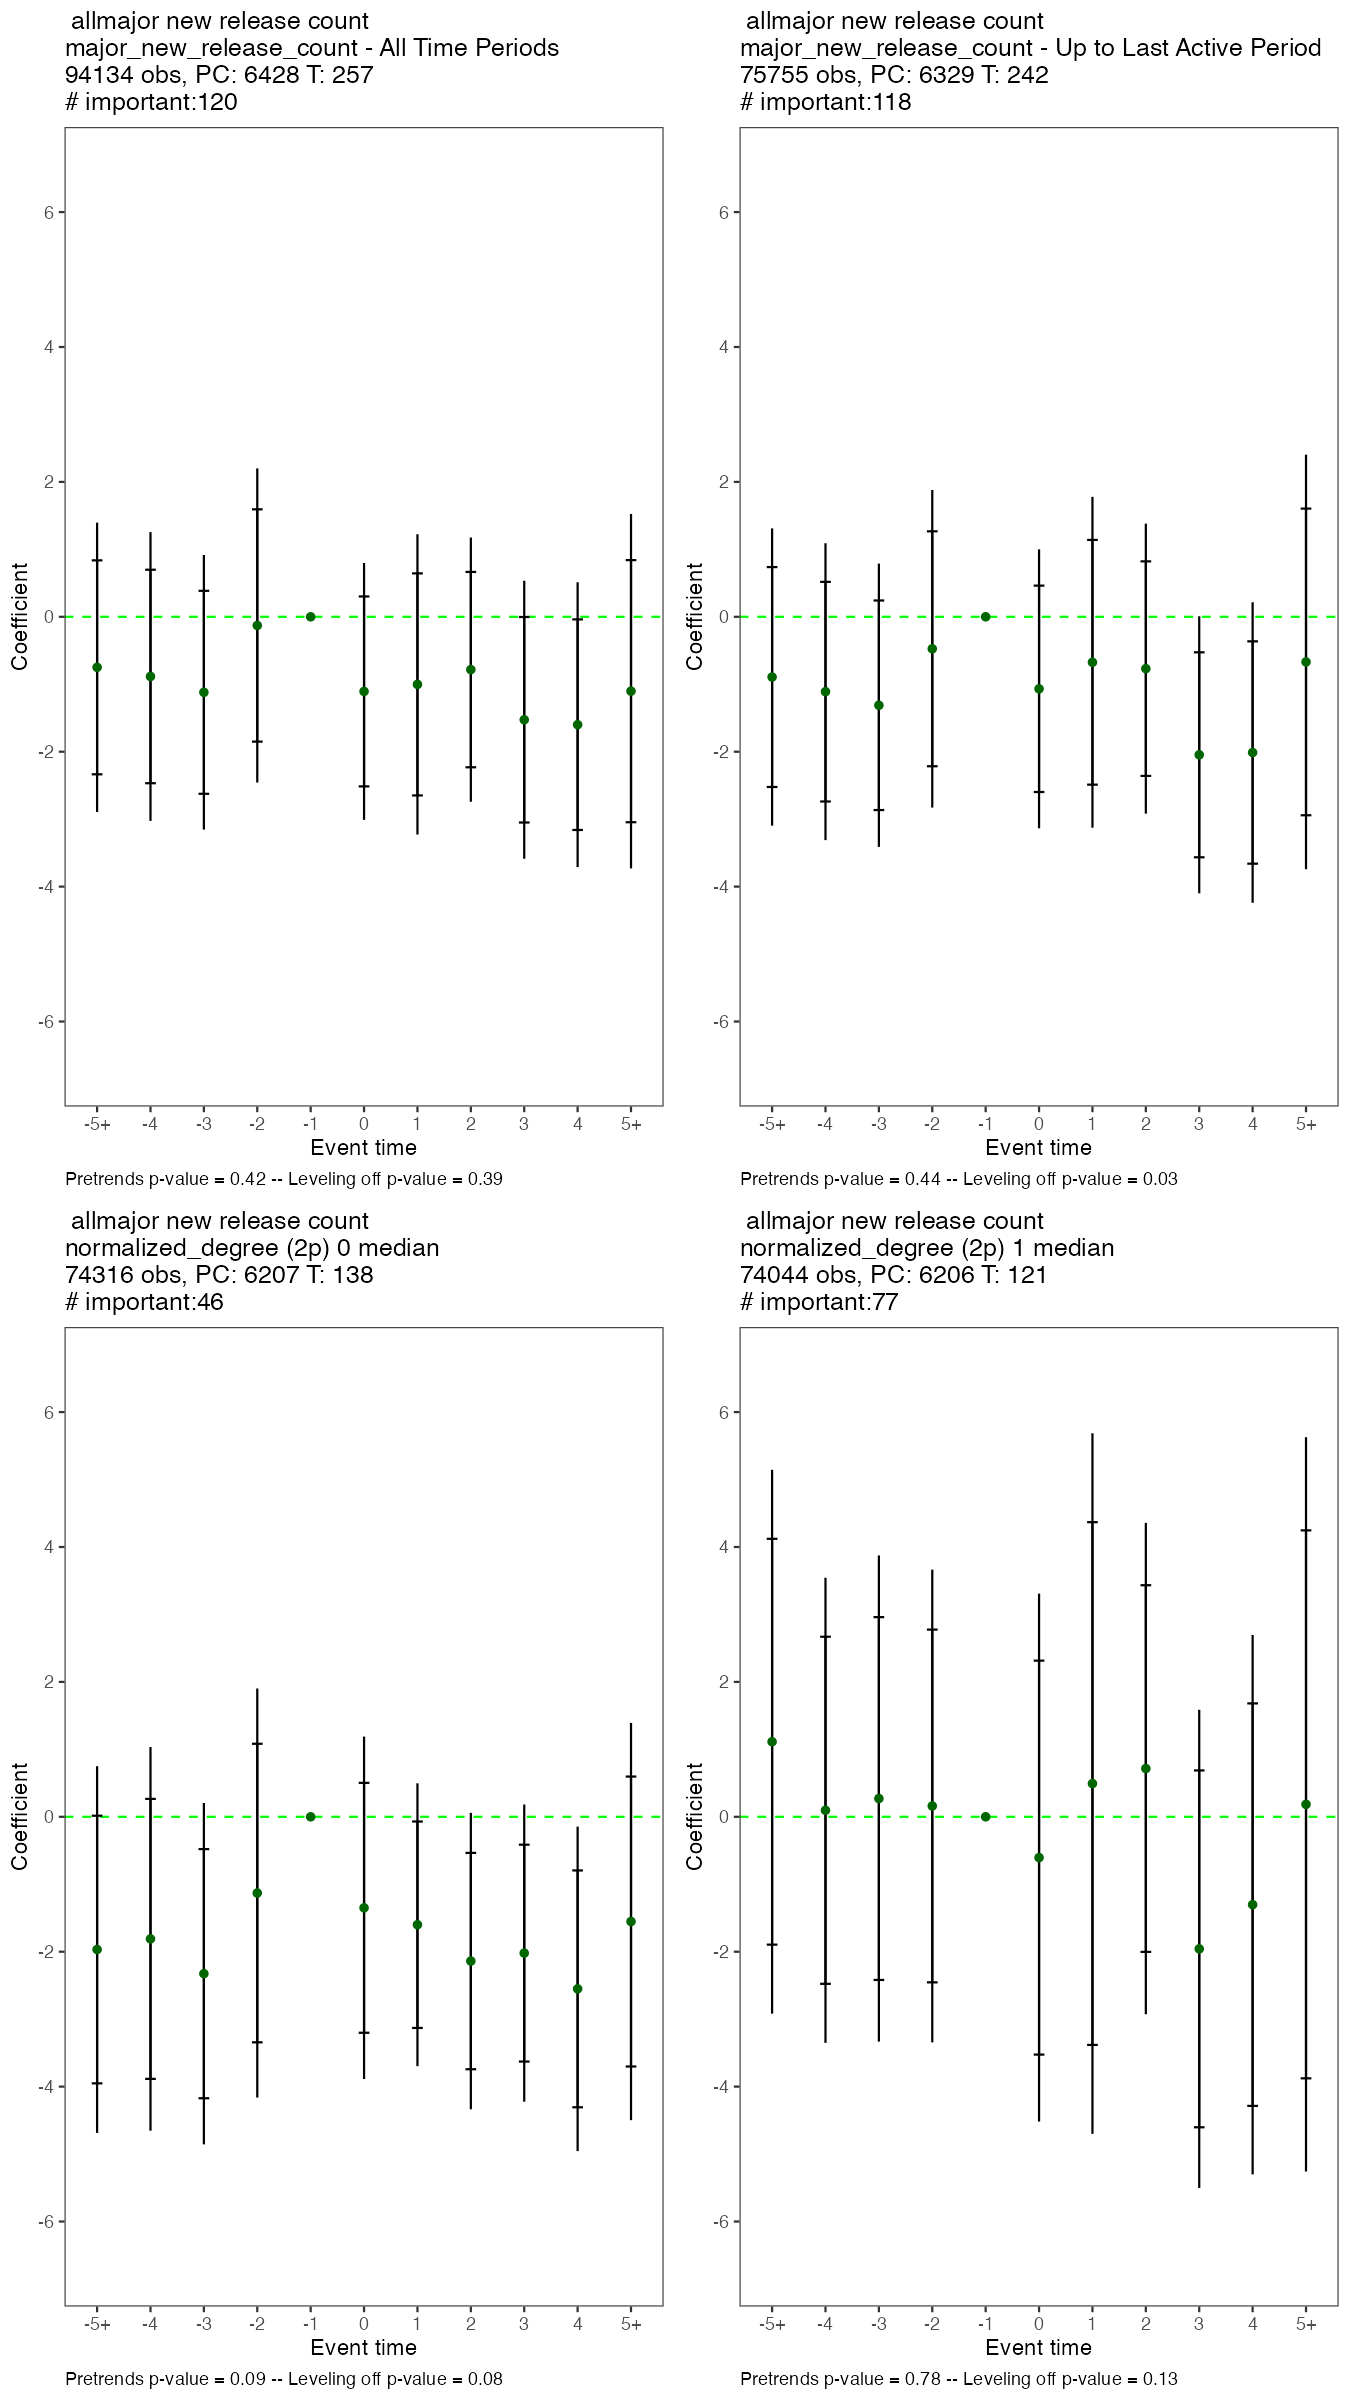 allmajor new release count
major_new_release_count - All Time Periods
94134 obs, PC: 6428 T: 257
# important:120
6
4
2
0
-2
-4
-6
Coefficient
-5+ -4 -3 -2 -1 0 1 2 3 4 5+
Event time
Pretrends p-value = 0.42 -- Leveling off p-value = 0.39
allmajor new release count
major_new_release_count - Up to Last Active Period
75755 obs, PC: 6329 T: 242
# important:118
6
4
2
0
-2
-4
-6
Coefficient
-5+ -4 -3 -2 -1 0 1 2 3 4 5+
Event time
Pretrends p-value = 0.44 -- Leveling off p-value = 0.03
allmajor new release count
normalized_degree (2p) 0 median
74316 obs, PC: 6207 T: 138
# important:46
6
4
2
0
-2
-4
-6
Coefficient
-5+ -4 -3 -2 -1 0 1 2 3 4 5+
Event time
Pretrends p-value = 0.09 -- Leveling off p-value = 0.08
allmajor new release count
normalized_degree (2p) 1 median
74044 obs, PC: 6206 T: 121
# important:77
6
4
2
0
-2
-4
-6
Coefficient
-5+ -4 -3 -2 -1 0 1 2 3 4 5+
Event time
Pretrends p-value = 0.78 -- Leveling off p-value = 0.13